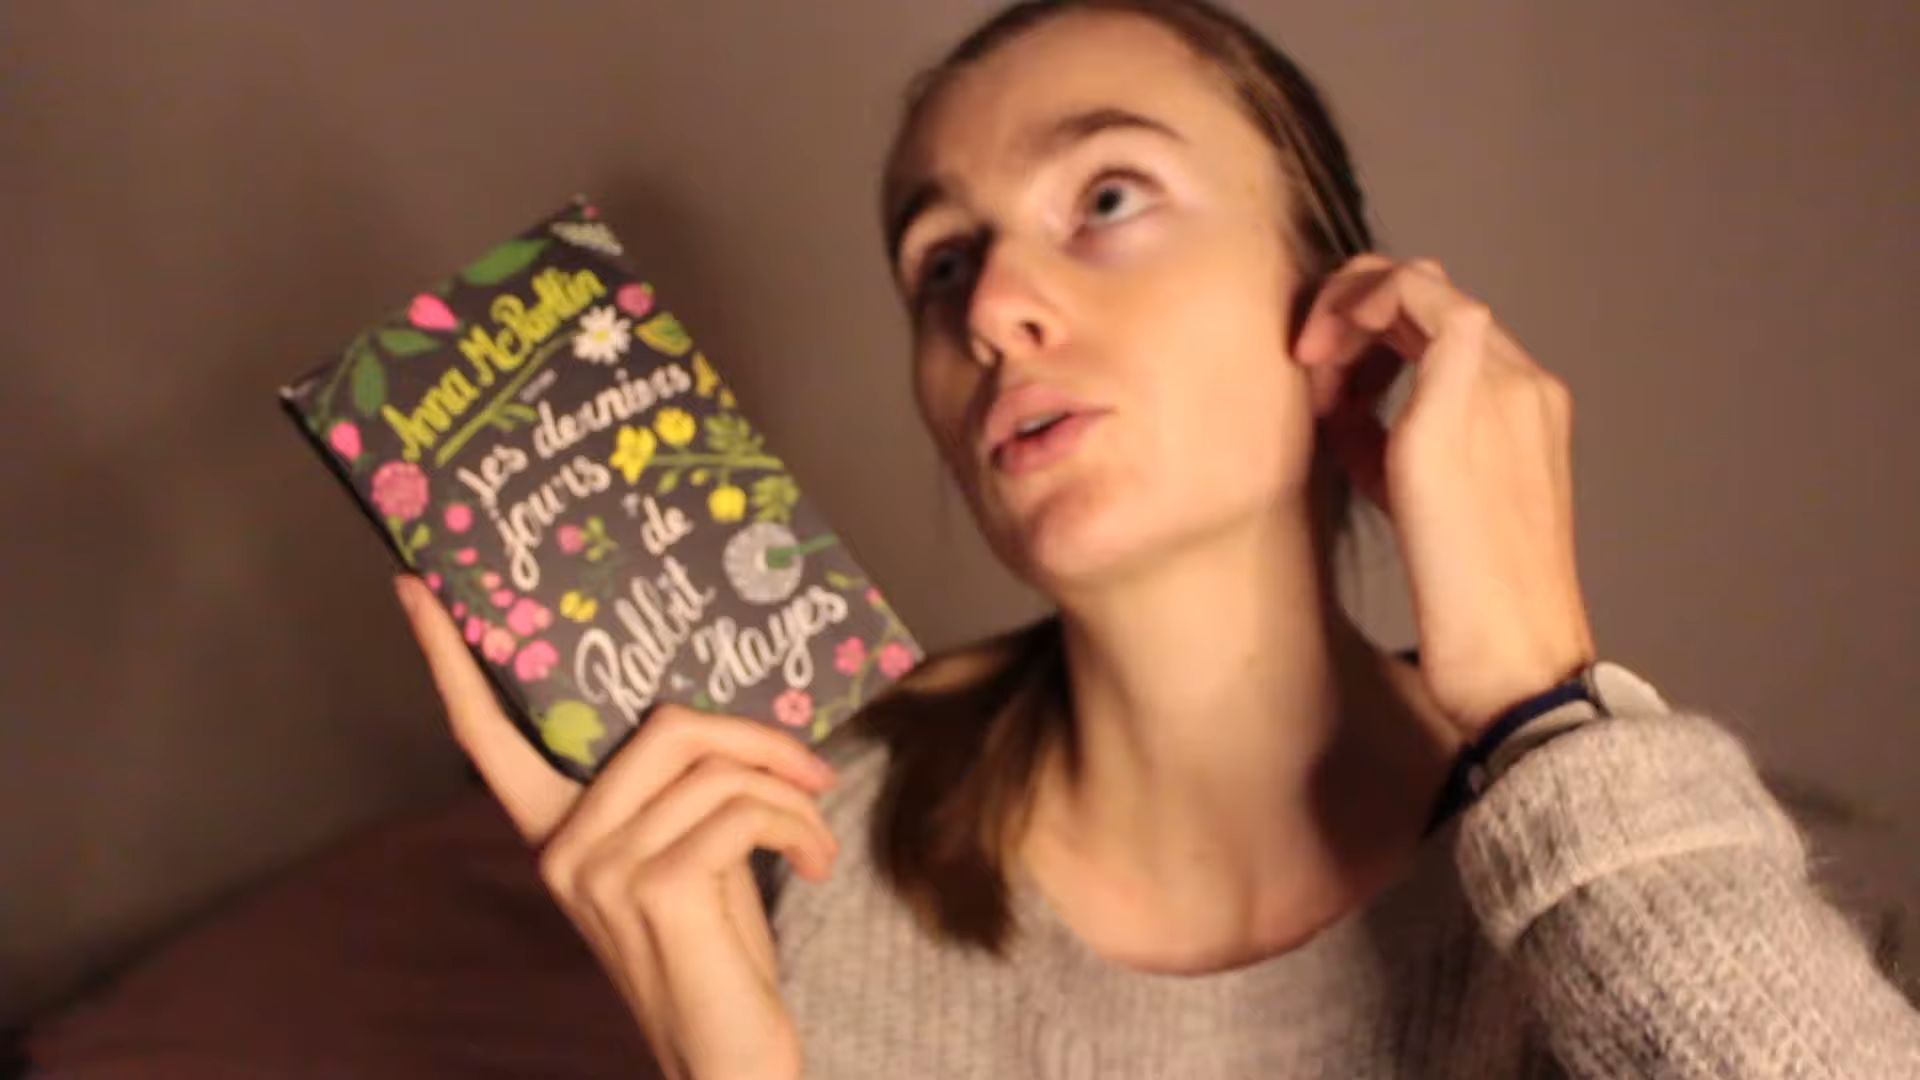 Anna McPartlin
Les derniers
jours
de
Rabbit
Hayes